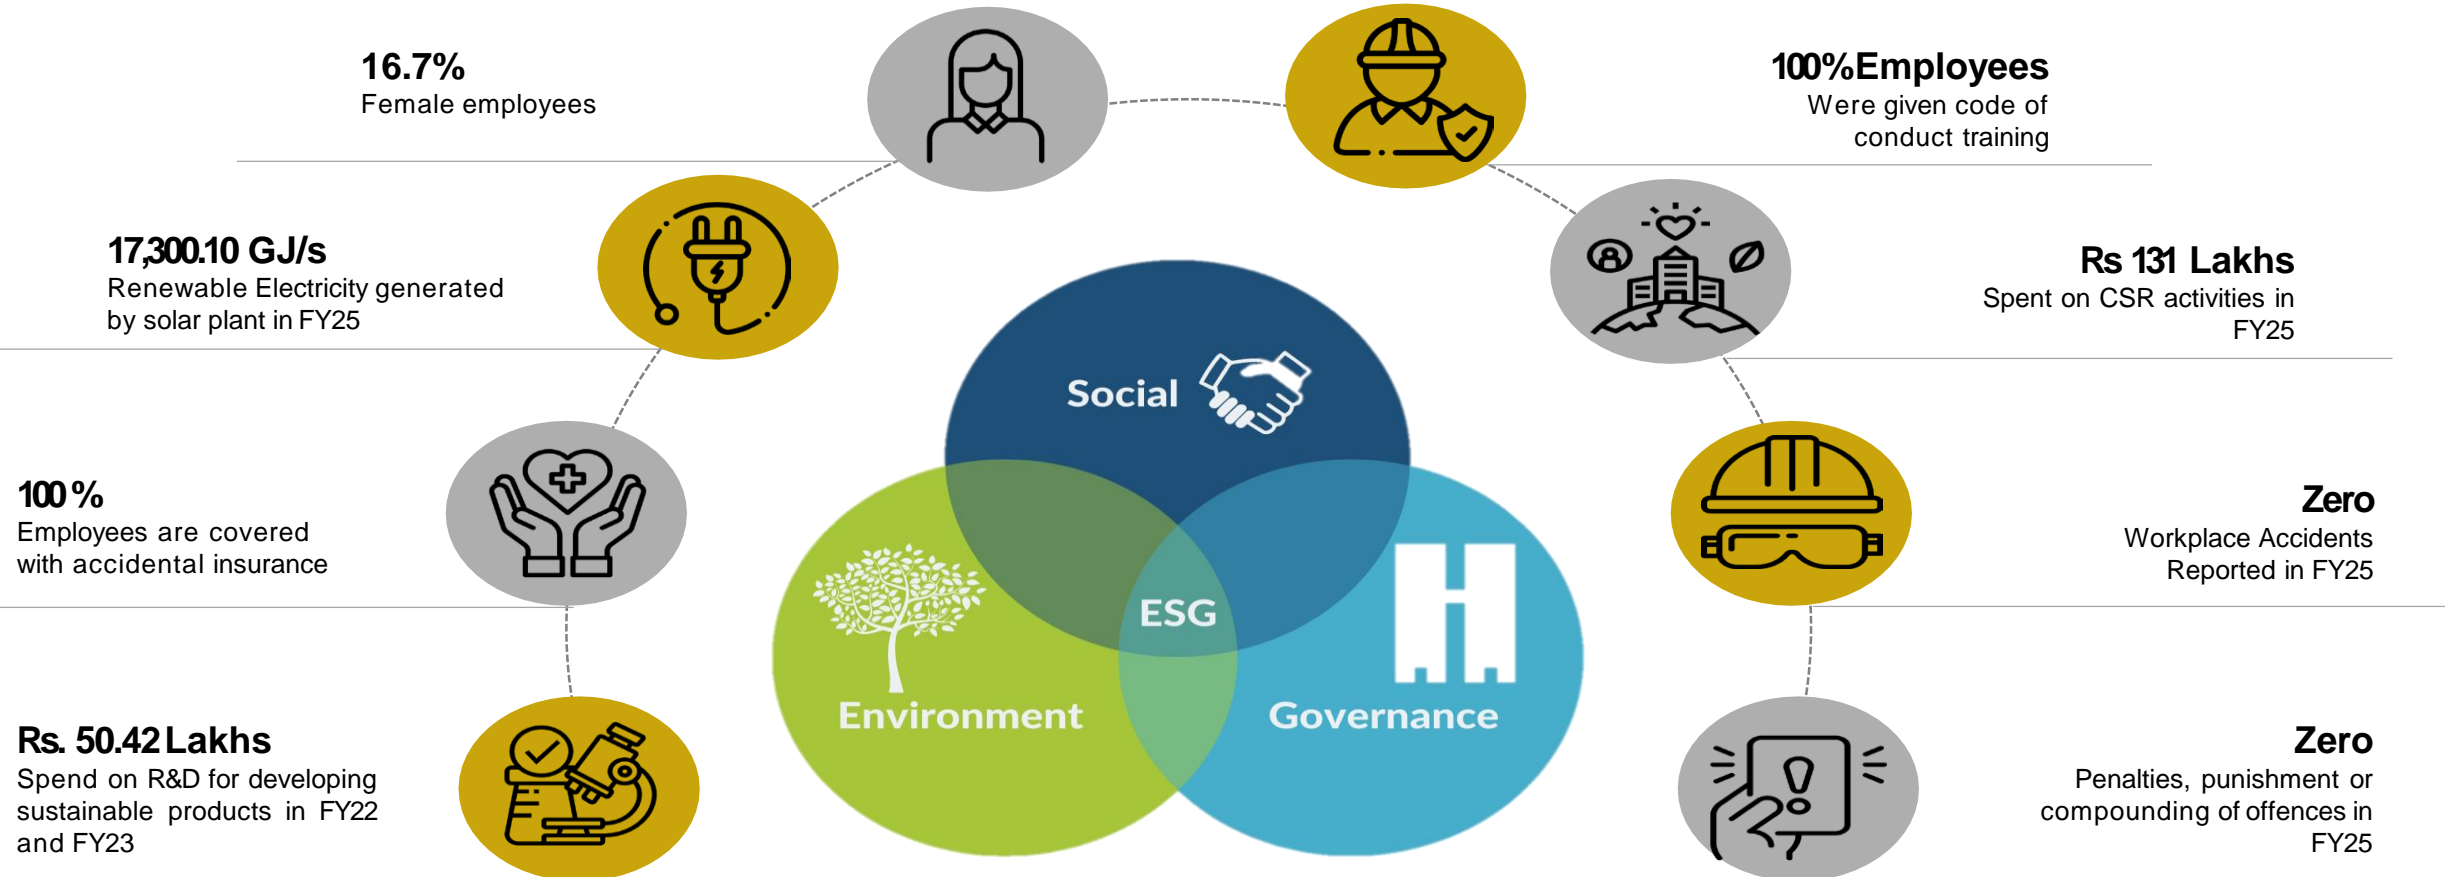 16.7%
Female employees
100%Employees
Were given code of
conduct training
17,300.10 GJ/s
Renewable Electricity generated
by solar plant in FY25
Rs 131 Lakhs
Spent on CSR activities in
FY25
Social
100%
Employees are covered
with accidental insurance
Zero
Workplace Accidents
Reported in FY25
ESG
Environment
Governance
Rs. 50.42 Lakhs
Spend on R&D for developing
sustainable products in FY22
and FY23
Zero
Penalties, punishment or
compounding of offences in
FY25